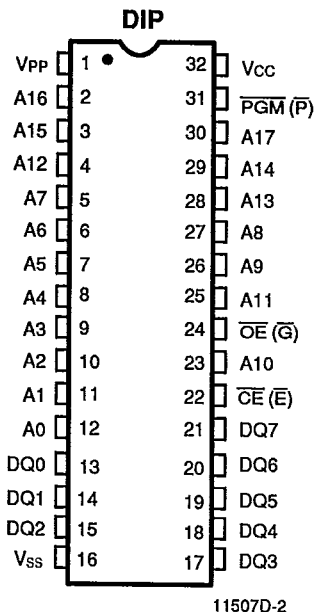 DIP
VPP 1 32 VCC
A16 2 31 PGM (P)
A15 3 30 A17
A12 4 29 A14
A7 5 28 A13
A6 6 27 A8
A5 7 26 A9
A4 8 25 A11
A3 9 24 OE (G)
A2 10 23 A10
A1 11 22 CE (E)
A0 12 21 DQ7
DQ0 13 20 DQ6
DQ1 14 19 DQ5
DQ2 15 18 DQ4
VSS 16 17 DQ3
11507D-2